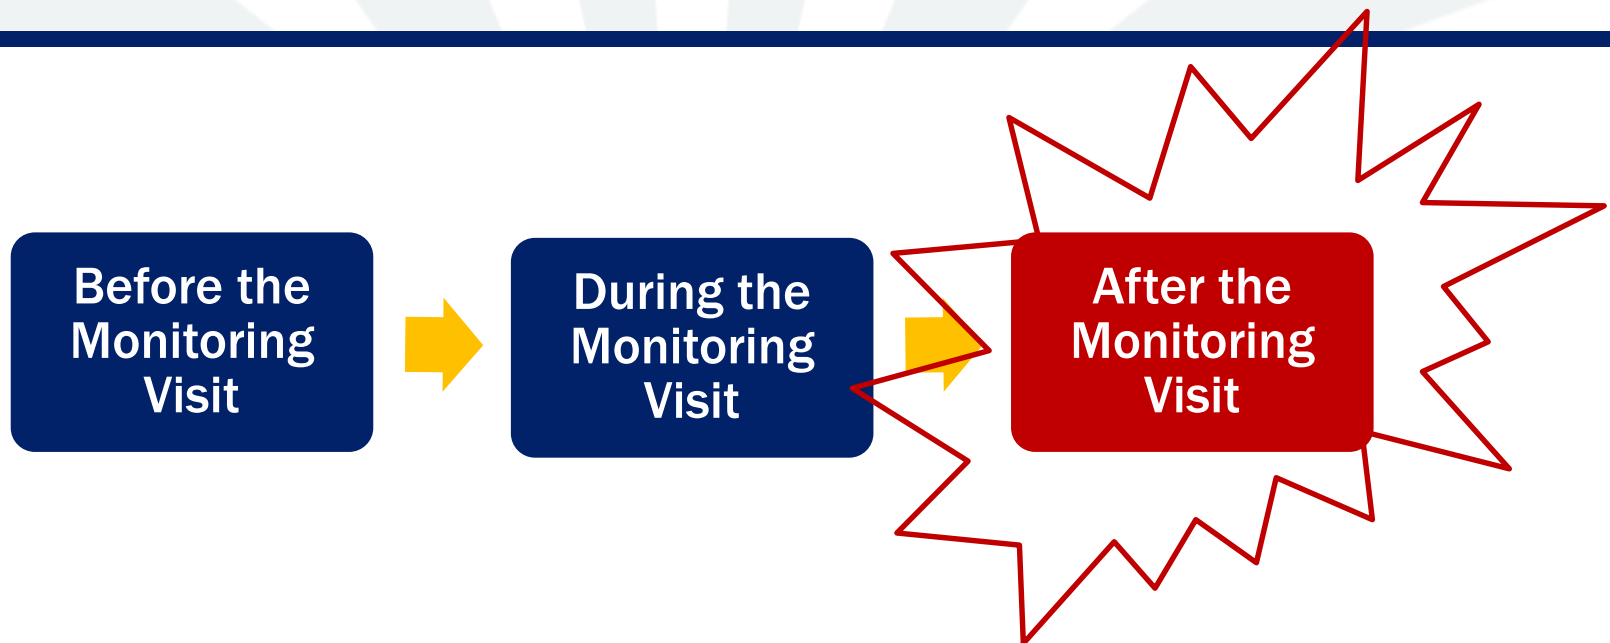 Before the
Monitoring
Visit
During the
Monitoring
Visit
After the
Monitoring
Visit